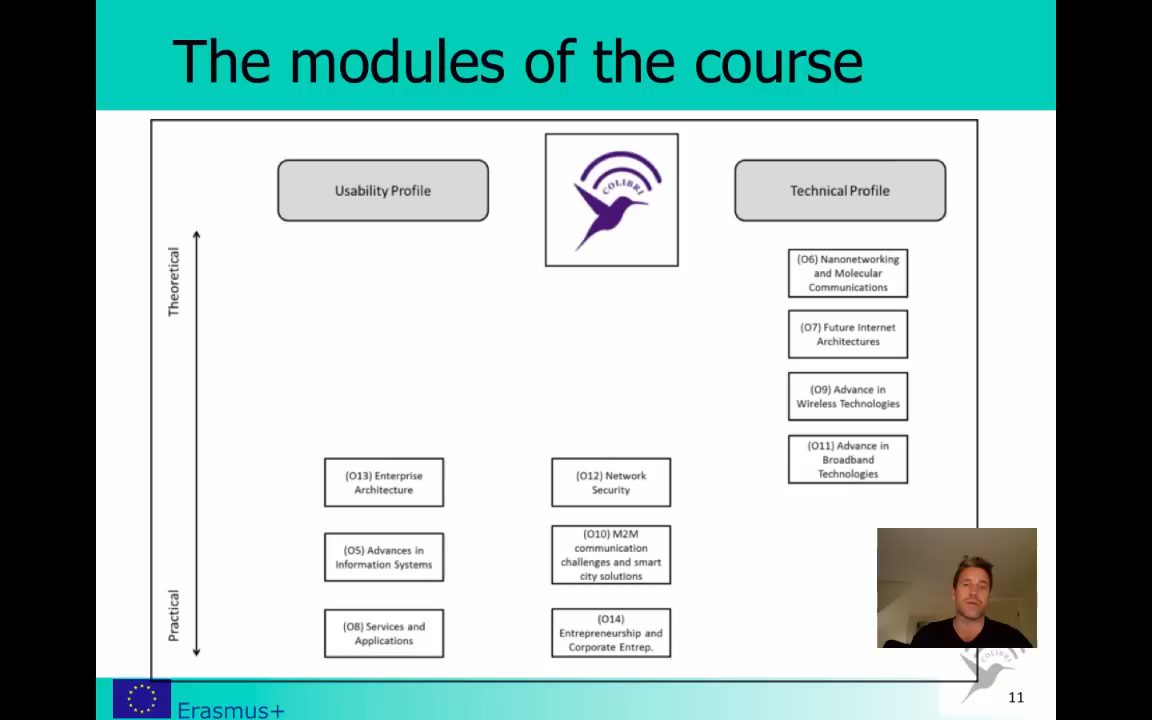 The modules of the course
Usability Profile
COLIBRI
Technical Profile
Theoretical
Practical
(O6) Nanonetworking
and Molecular
Communications
(O7) Future Internet
Architectures
(O9) Advance in
Wireless Technologies
(O11) Advance in
Broadband
Technologies
(O13) Enterprise
Architecture
(O12) Network
Security
(O5) Advances in
Information Systems
(O10) M2M
communication
challenges and smart
city solutions
(O8) Services and
Applications
(O14)
Entrepreneurship and
Corporate Entrep.
COLIBRI
Erasmus+
11